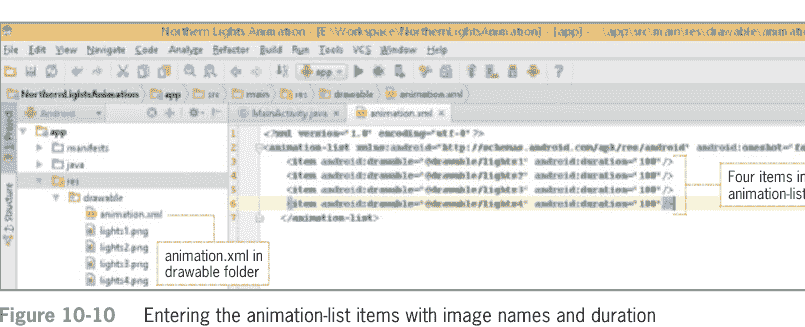 Northern Lights Animation - [E:\Workspace\NorthernLightsAnimation] - [app] - ...\app\src\main\res\drawable\animation
File Edit View Navigate Code Analyze Refactor Build Run Tools VCS Window Help
app
NorthernLightsAnimation app src main res drawable animation.xml
Android MainActivity.java animation.xml
1: Project
app
manifests
java
res
drawable
animation.xml
lights1.png
lights2.png
lights3.png
lights4.png
7: Structure
1 <?xml version="1.0" encoding="utf-8"?>
2 <animation-list xmlns:android="http://schemas.android.com/apk/res/android" android:oneshot="fa
3 <item android:drawable="@drawable/lights1" android:duration="100"/>
4 <item android:drawable="@drawable/lights2" android:duration="100"/>
5 <item android:drawable="@drawable/lights3" android:duration="100"/>
6 <item android:drawable="@drawable/lights4" android:duration="100"/>
7 </animation-list>
Four items in
animation-list
animation.xml in
drawable folder
Figure 10-10 Entering the animation-list items with image names and duration